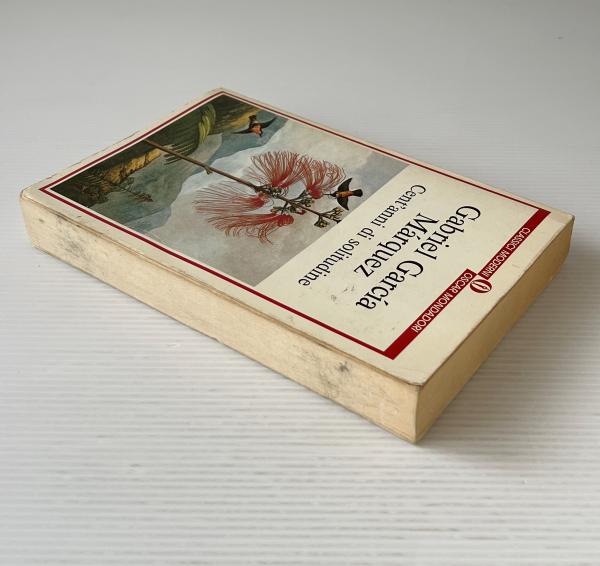 CLASSICI MODERNI OSCAR MONDADORI
Gabriel García
Márquez
Cent'anni di solitudine